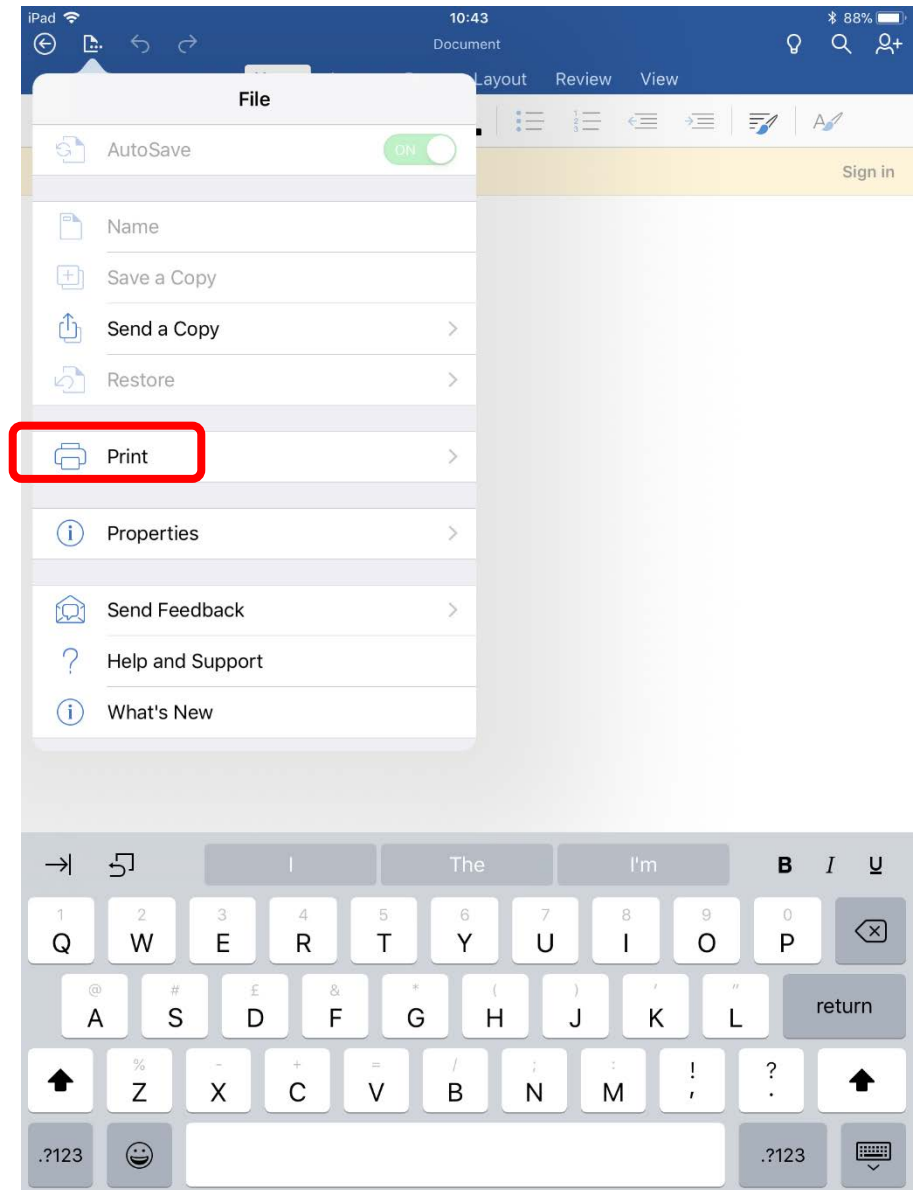 iPad 10:43 88%
Document
Layout Review View
File
AutoSave ON
Sign in
Name
Save a Copy
Send a Copy
Restore
Print
Properties
Send Feedback
Help and Support
What's New
I The I'm B I U
1 2 3 4 5 6 7 8 9 0
Q W E R T Y U I O P
@ # £ & * ( ) ' "
A S D F G H J K L return
% - + = / ; : ! ?
Z X C V B N M , .
.?123 .?123